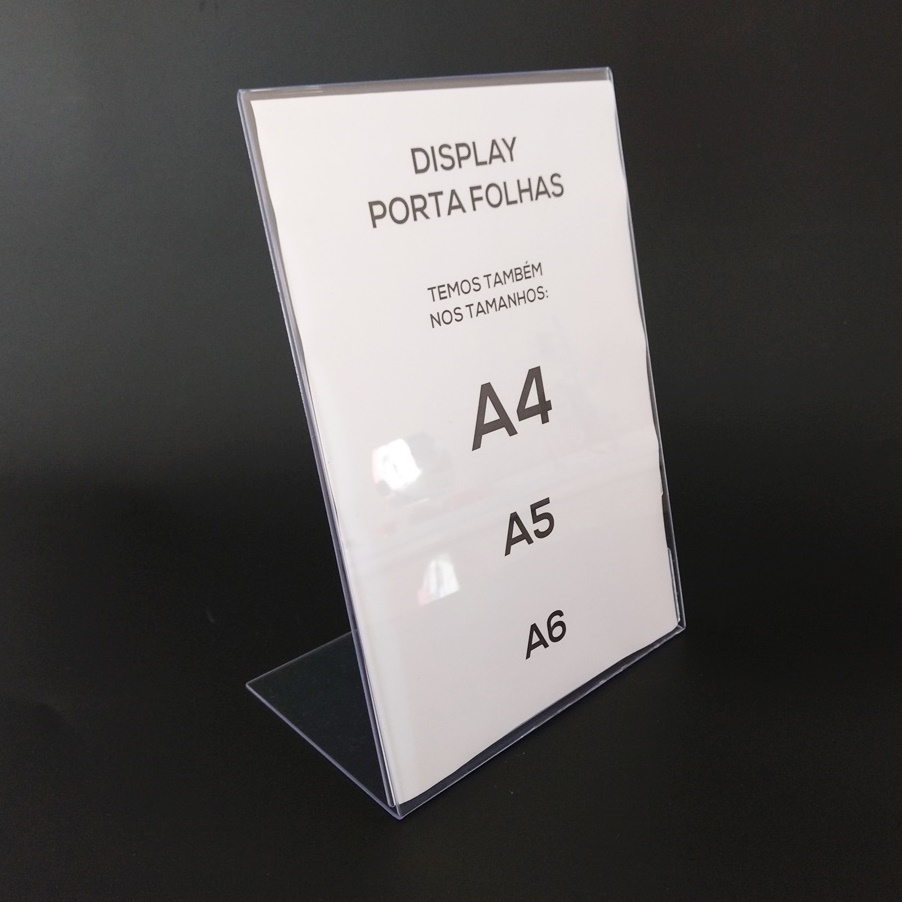 DISPLAY
PORTA FOLHAS
TEMOS TAMBÉM
NOS TAMANHOS:
A4
A5
A6